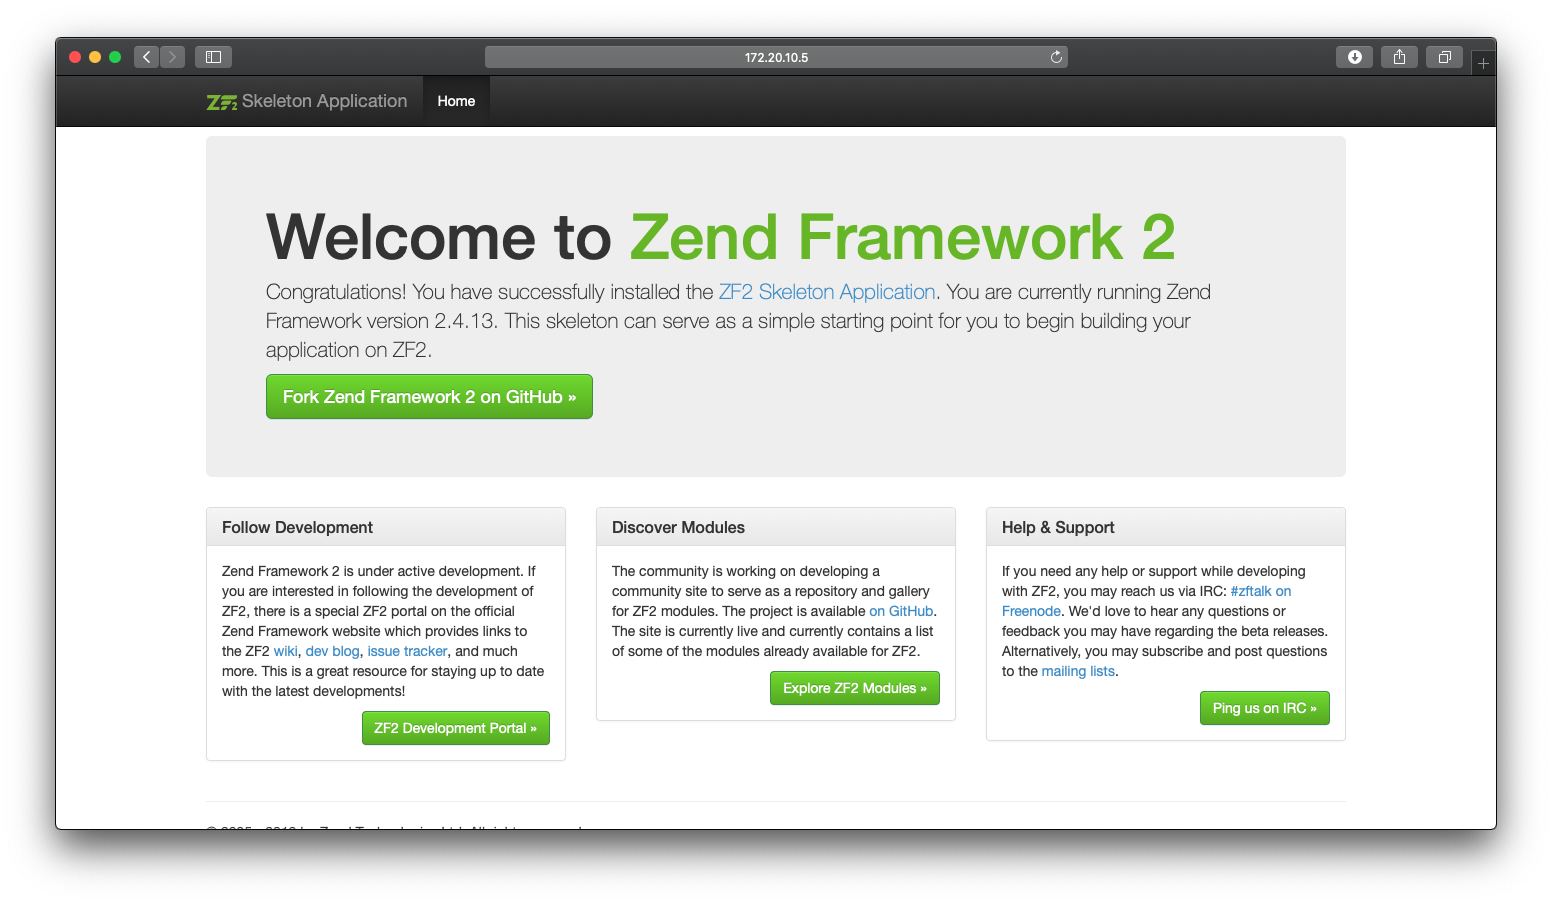 172.20.10.5
ZF2 Skeleton Application Home
Welcome to Zend Framework 2
Congratulations! You have successfully installed the ZF2 Skeleton Application. You are currently running Zend
Framework version 2.4.13. This skeleton can serve as a simple starting point for you to begin building your
application on ZF2.
Fork Zend Framework 2 on GitHub »
Follow Development
Zend Framework 2 is under active development. If
you are interested in following the development of
ZF2, there is a special ZF2 portal on the official
Zend Framework website which provides links to
the ZF2 wiki, dev blog, issue tracker, and much
more. This is a great resource for staying up to date
with the latest developments!
ZF2 Development Portal »
Discover Modules
The community is working on developing a
community site to serve as a repository and gallery
for ZF2 modules. The project is available on GitHub.
The site is currently live and currently contains a list
of some of the modules already available for ZF2.
Explore ZF2 Modules »
Help & Support
If you need any help or support while developing
with ZF2, you may reach us via IRC: #zftalk on
Freenode. We'd love to hear any questions or
feedback you may have regarding the beta releases.
Alternatively, you may subscribe and post questions
to the mailing lists.
Ping us on IRC »